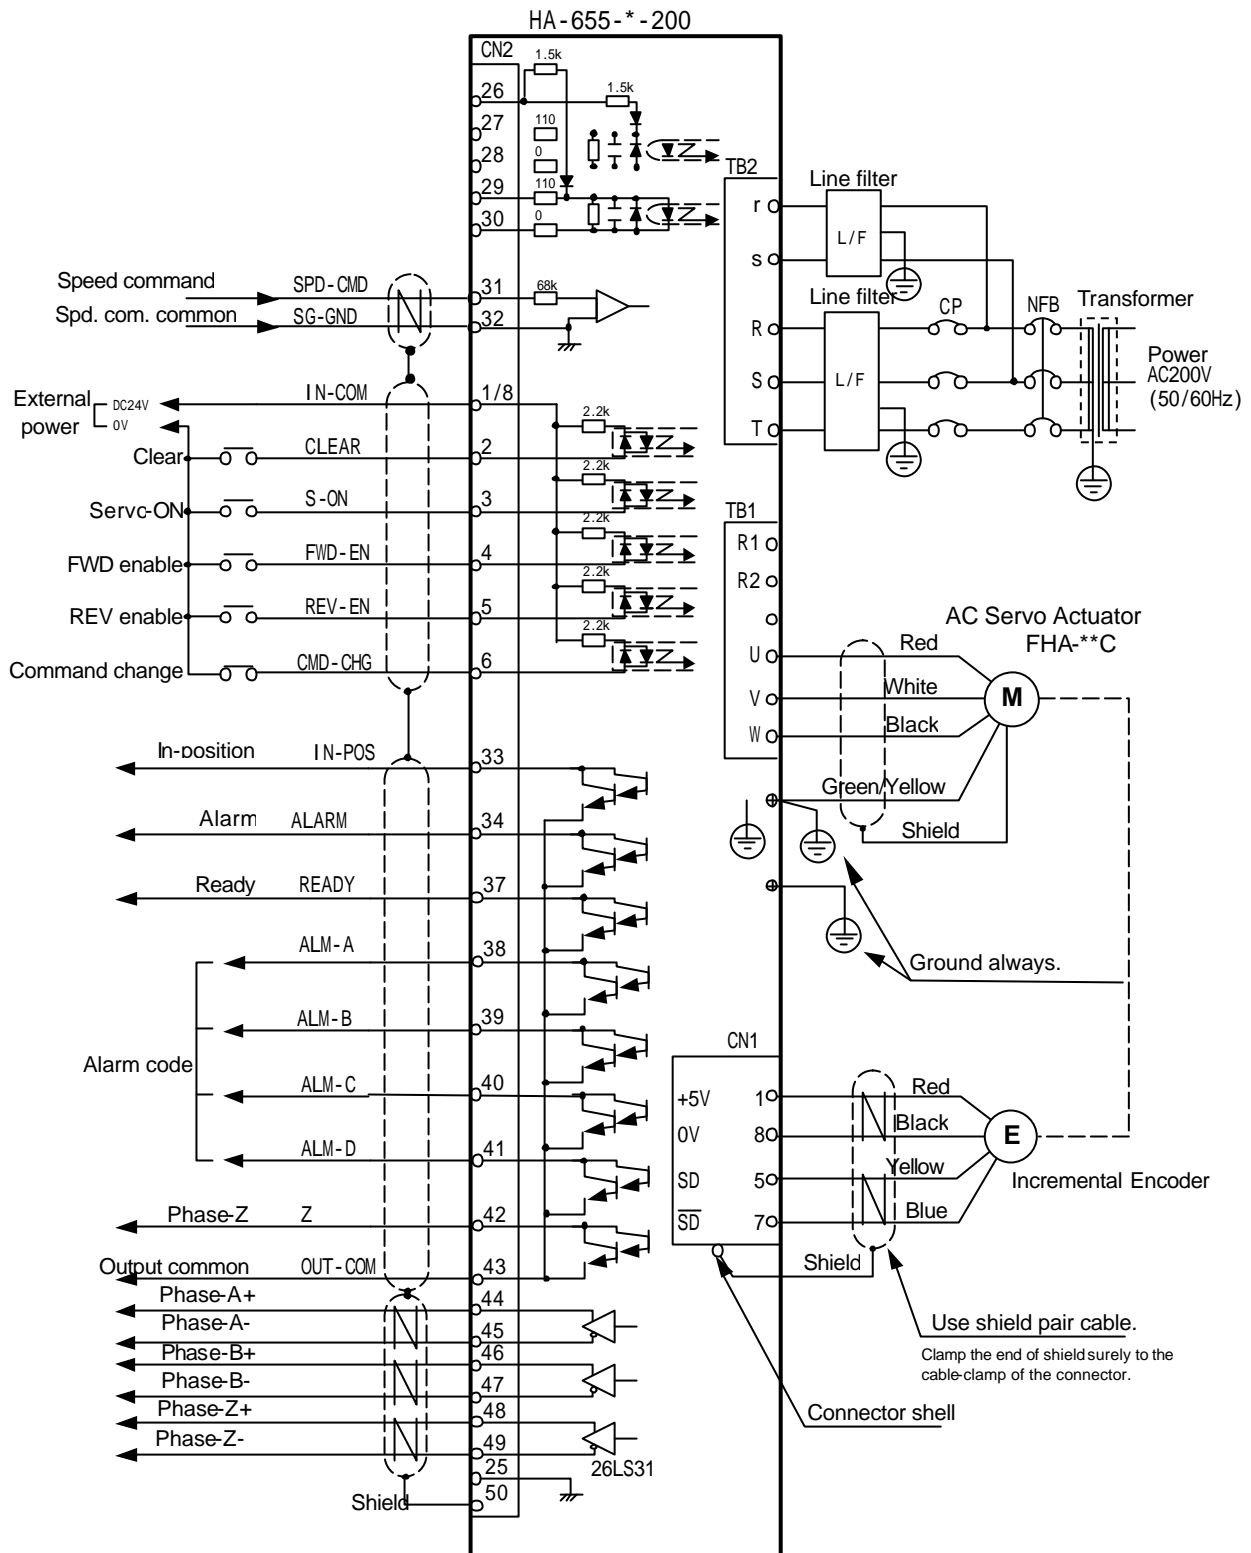 HA-655-*-200
CN2
1.5k
26
1.5k
27
110
28
0
29
110
30
0
TB2
r
s
R
S
T
Line filter
L/F
Line filter
L/F
CP
NFB
Transformer
Power
AC200V
(50/60Hz)
Speed command
SPD-CMD
31
68k
Spd. com. common
SG-GND
32
External
power
DC24V
0V
IN-COM
1/8
2.2k
Clear
CLEAR
2
2.2k
Servo-ON
S-ON
3
2.2k
FWD enable
FWD-EN
4
2.2k
REV enable
REV-EN
5
2.2k
Command change
CMD-CHG
6
TB1
R1
R2
U
V
W
AC Servo Actuator
FHA-**C
Red
White
Black
M
Green/Yellow
Shield
Ground always.
In-position
IN-POS
33
Alarm
ALARM
34
Ready
READY
37
Alarm code
ALM-A
38
ALM-B
39
ALM-C
40
ALM-D
41
Phase-Z
Z
42
Output common
OUT-COM
43
Phase-A+
44
Phase-A-
45
Phase-B+
46
Phase-B-
47
Phase-Z+
48
Phase-Z-
49
26LS31
25
50
Shield
CN1
+5V
1
Red
0V
8
Black
SD
5
Yellow
SD
7
Blue
E
Incremental Encoder
Shield
Use shield pair cable.
Clamp the end of shield surely to the
cable-clamp of the connector.
Connector shell